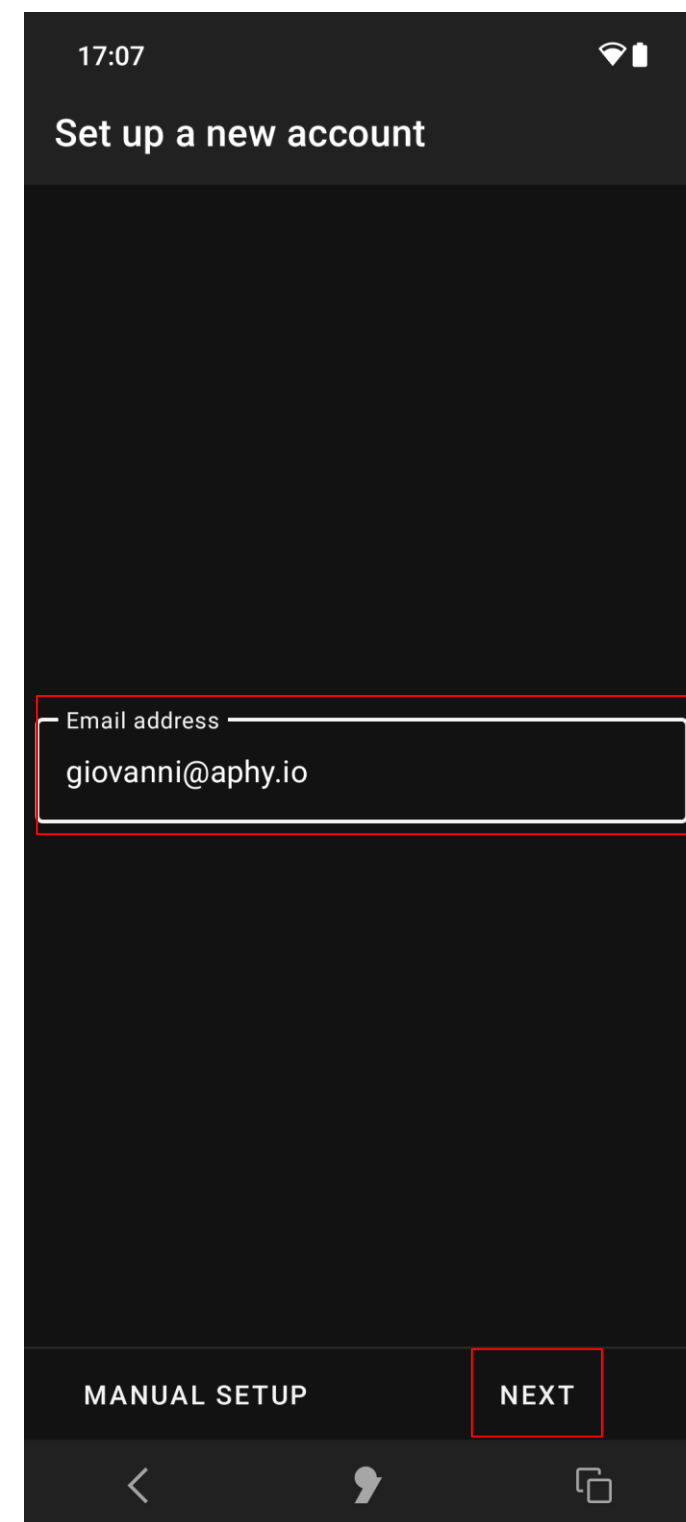 17:07
Set up a new account
Email address
giovanni@aphy.io
MANUAL SETUP
NEXT